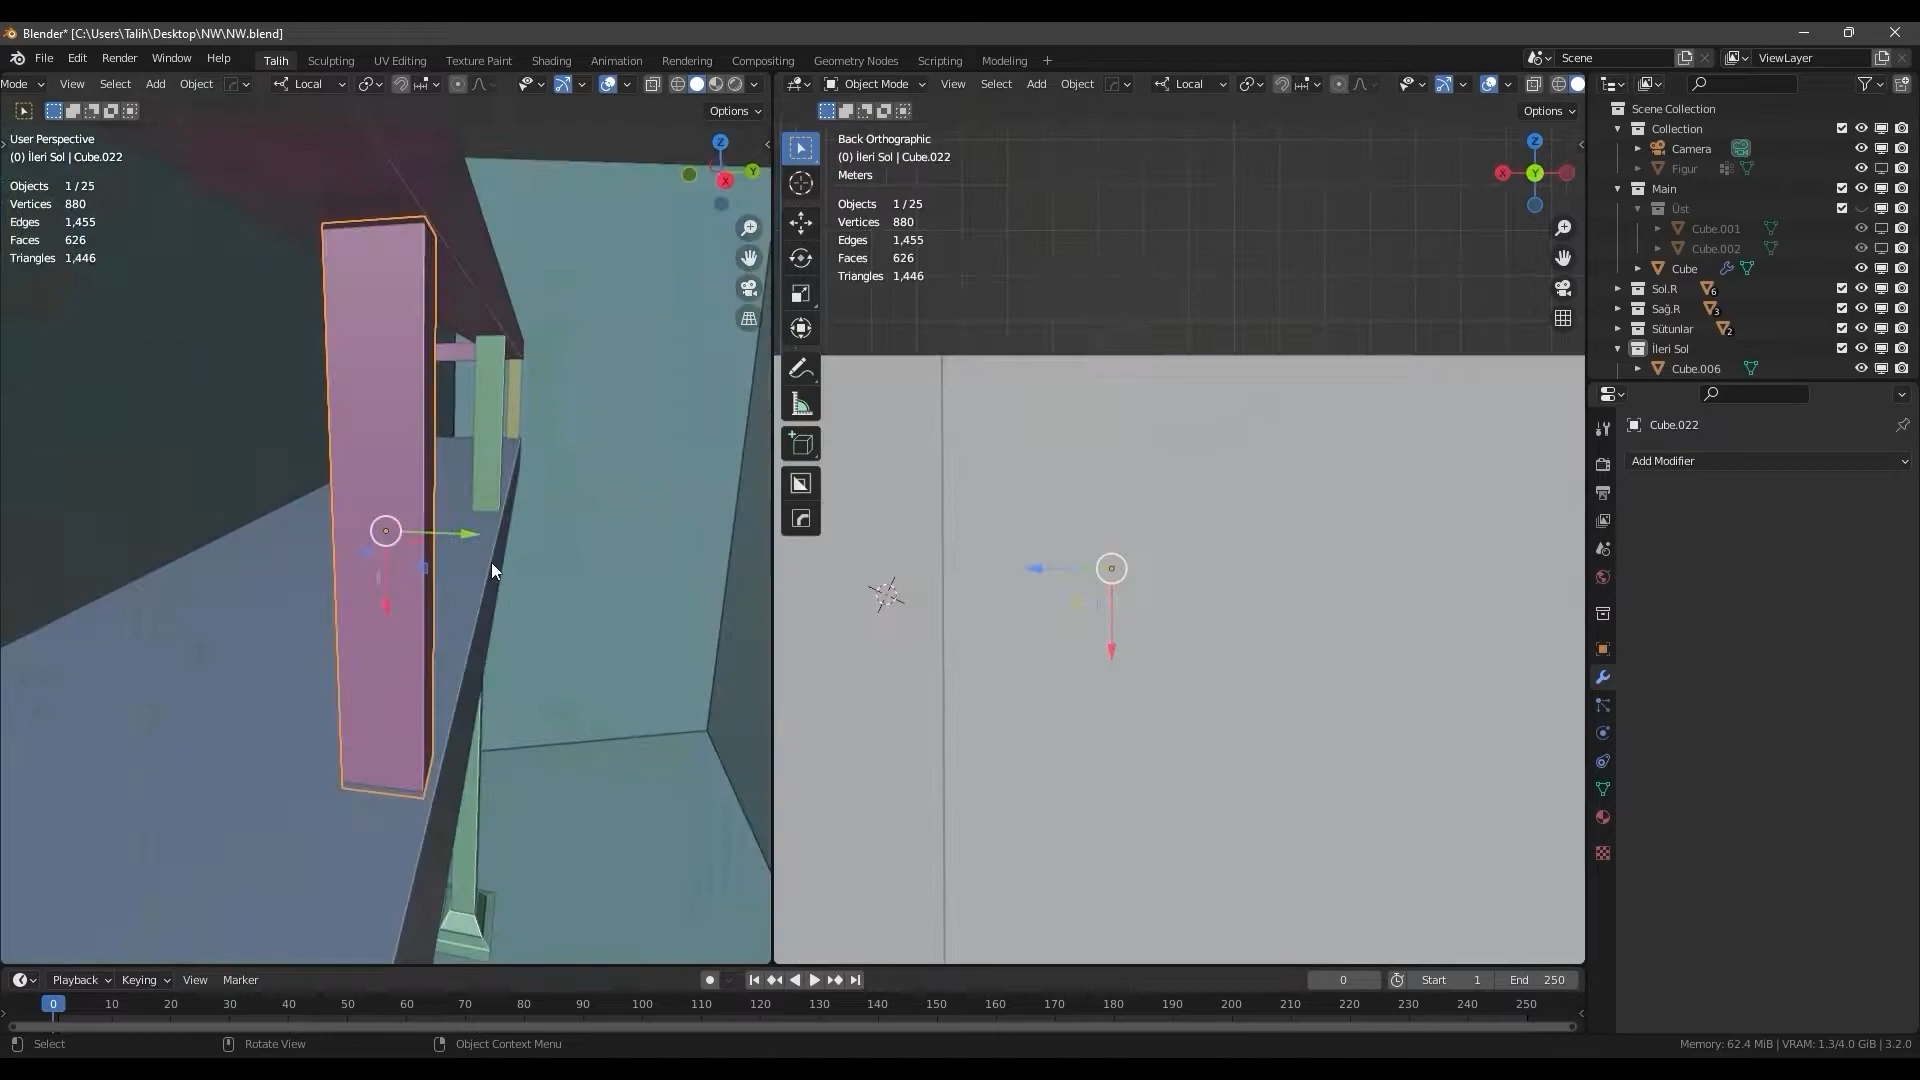 Blender* [C:\Users\Talih\Desktop\NW\NW.blend]
File Edit Render Window Help Talih Sculpting UV Editing Texture Paint Shading Animation Rendering Compositing Geometry Nodes Scripting Modeling + Scene ViewLayer
Mode View Select Add Object Local
Object Mode View Select Add Object Local
Options
Options
User Perspective
(0) İleri Sol | Cube.022
Objects 1 / 25
Vertices 880
Edges 1,455
Faces 626
Triangles 1,446
Z
Y
X
Back Orthographic
(0) İleri Sol | Cube.022
Meters
Objects 1 / 25
Vertices 880
Edges 1,455
Faces 626
Triangles 1,446
Z
X
Y
Scene Collection
Collection
Camera
Figur
Main
Üst
Cube.001
Cube.002
Cube
Sol.R 6
Sağ.R 3
Sütunlar 2
İleri Sol
Cube.006
Cube.022
Add Modifier
Playback Keying View Marker 0 Start 1 End 250
0 10 20 30 40 50 60 70 80 90 100 110 120 130 140 150 160 170 180 190 200 210 220 230 240 250
Select Rotate View Object Context Menu Memory: 62.4 MiB | VRAM: 1.3/4.0 GiB | 3.2.0